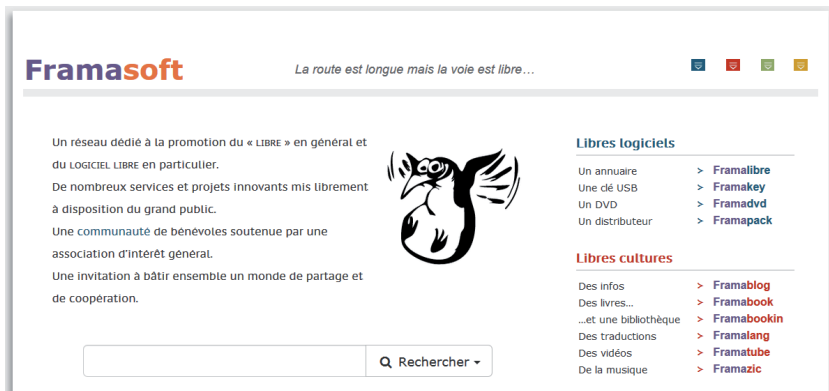 Framasoft
La route est longue mais la voie est libre…
Un réseau dédié à la promotion du « LIBRE » en général et
du LOGICIEL LIBRE en particulier.
De nombreux services et projets innovants mis librement
à disposition du grand public.
Une communauté de bénévoles soutenue par une
association d'intérêt général.
Une invitation à bâtir ensemble un monde de partage et
de coopération.
Rechercher
Libres logiciels
Un annuaire > Framalibre
Une clé USB > Framakey
Un DVD > Framadvd
Un distributeur > Framapack
Libres cultures
Des infos > Framablog
Des livres... > Framabook
...et une bibliothèque > Framabookin
Des traductions > Framalang
Des vidéos > Framatube
De la musique > Framazic